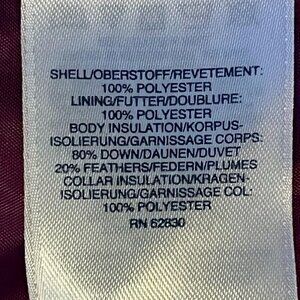 SHELL/OBERSTOFF/REVETEMENT:
100% POLYESTER
LINING/FUTTER/DOUBLURE:
100% POLYESTER
BODY INSULATION/KORPUS-
ISOLIERUNG/GARNISSAGE CORPS:
80% DOWN/DAUNEN/DUVET
20% FEATHERS/FEDERN/PLUMES
COLLAR INSULATION/KRAGEN-
ISOLIERUNG/GARNISSAGE COL:
100% POLYESTER
RN 62830